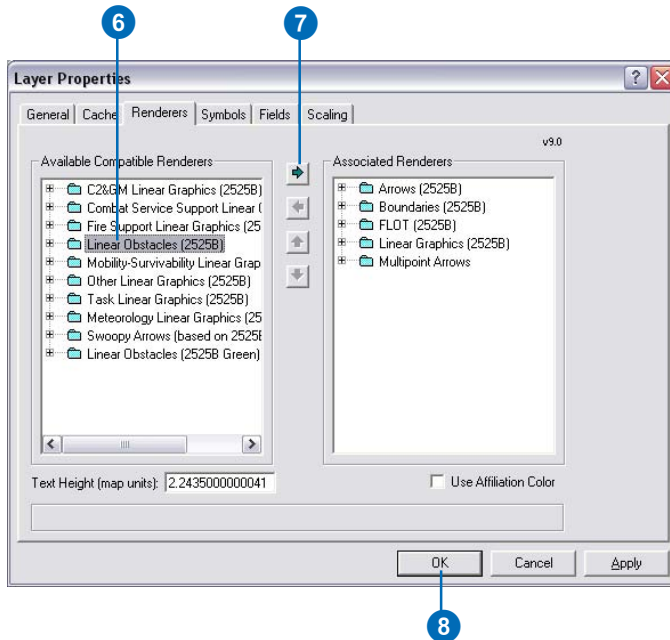 6
7
Layer Properties
General
Cache
Renderers
Symbols
Fields
Scaling
v9.0
Available Compatible Renderers
C2&GM Linear Graphics (2525B)
Combat Service Support Linear (
Fire Support Linear Graphics (25
Linear Obstacles (2525B)
Mobility-Survivability Linear Grap
Other Linear Graphics (2525B)
Task Linear Graphics (2525B)
Meteorology Linear Graphics (25
Swoopy Arrows (based on 2525B
Linear Obstacles (2525B Green)
Associated Renderers
Arrows (2525B)
Boundaries (2525B)
FLOT (2525B)
Linear Graphics (2525B)
Multipoint Arrows
Text Height (map units): 2.2435000000041
Use Affiliation Color
OK
Cancel
Apply
8